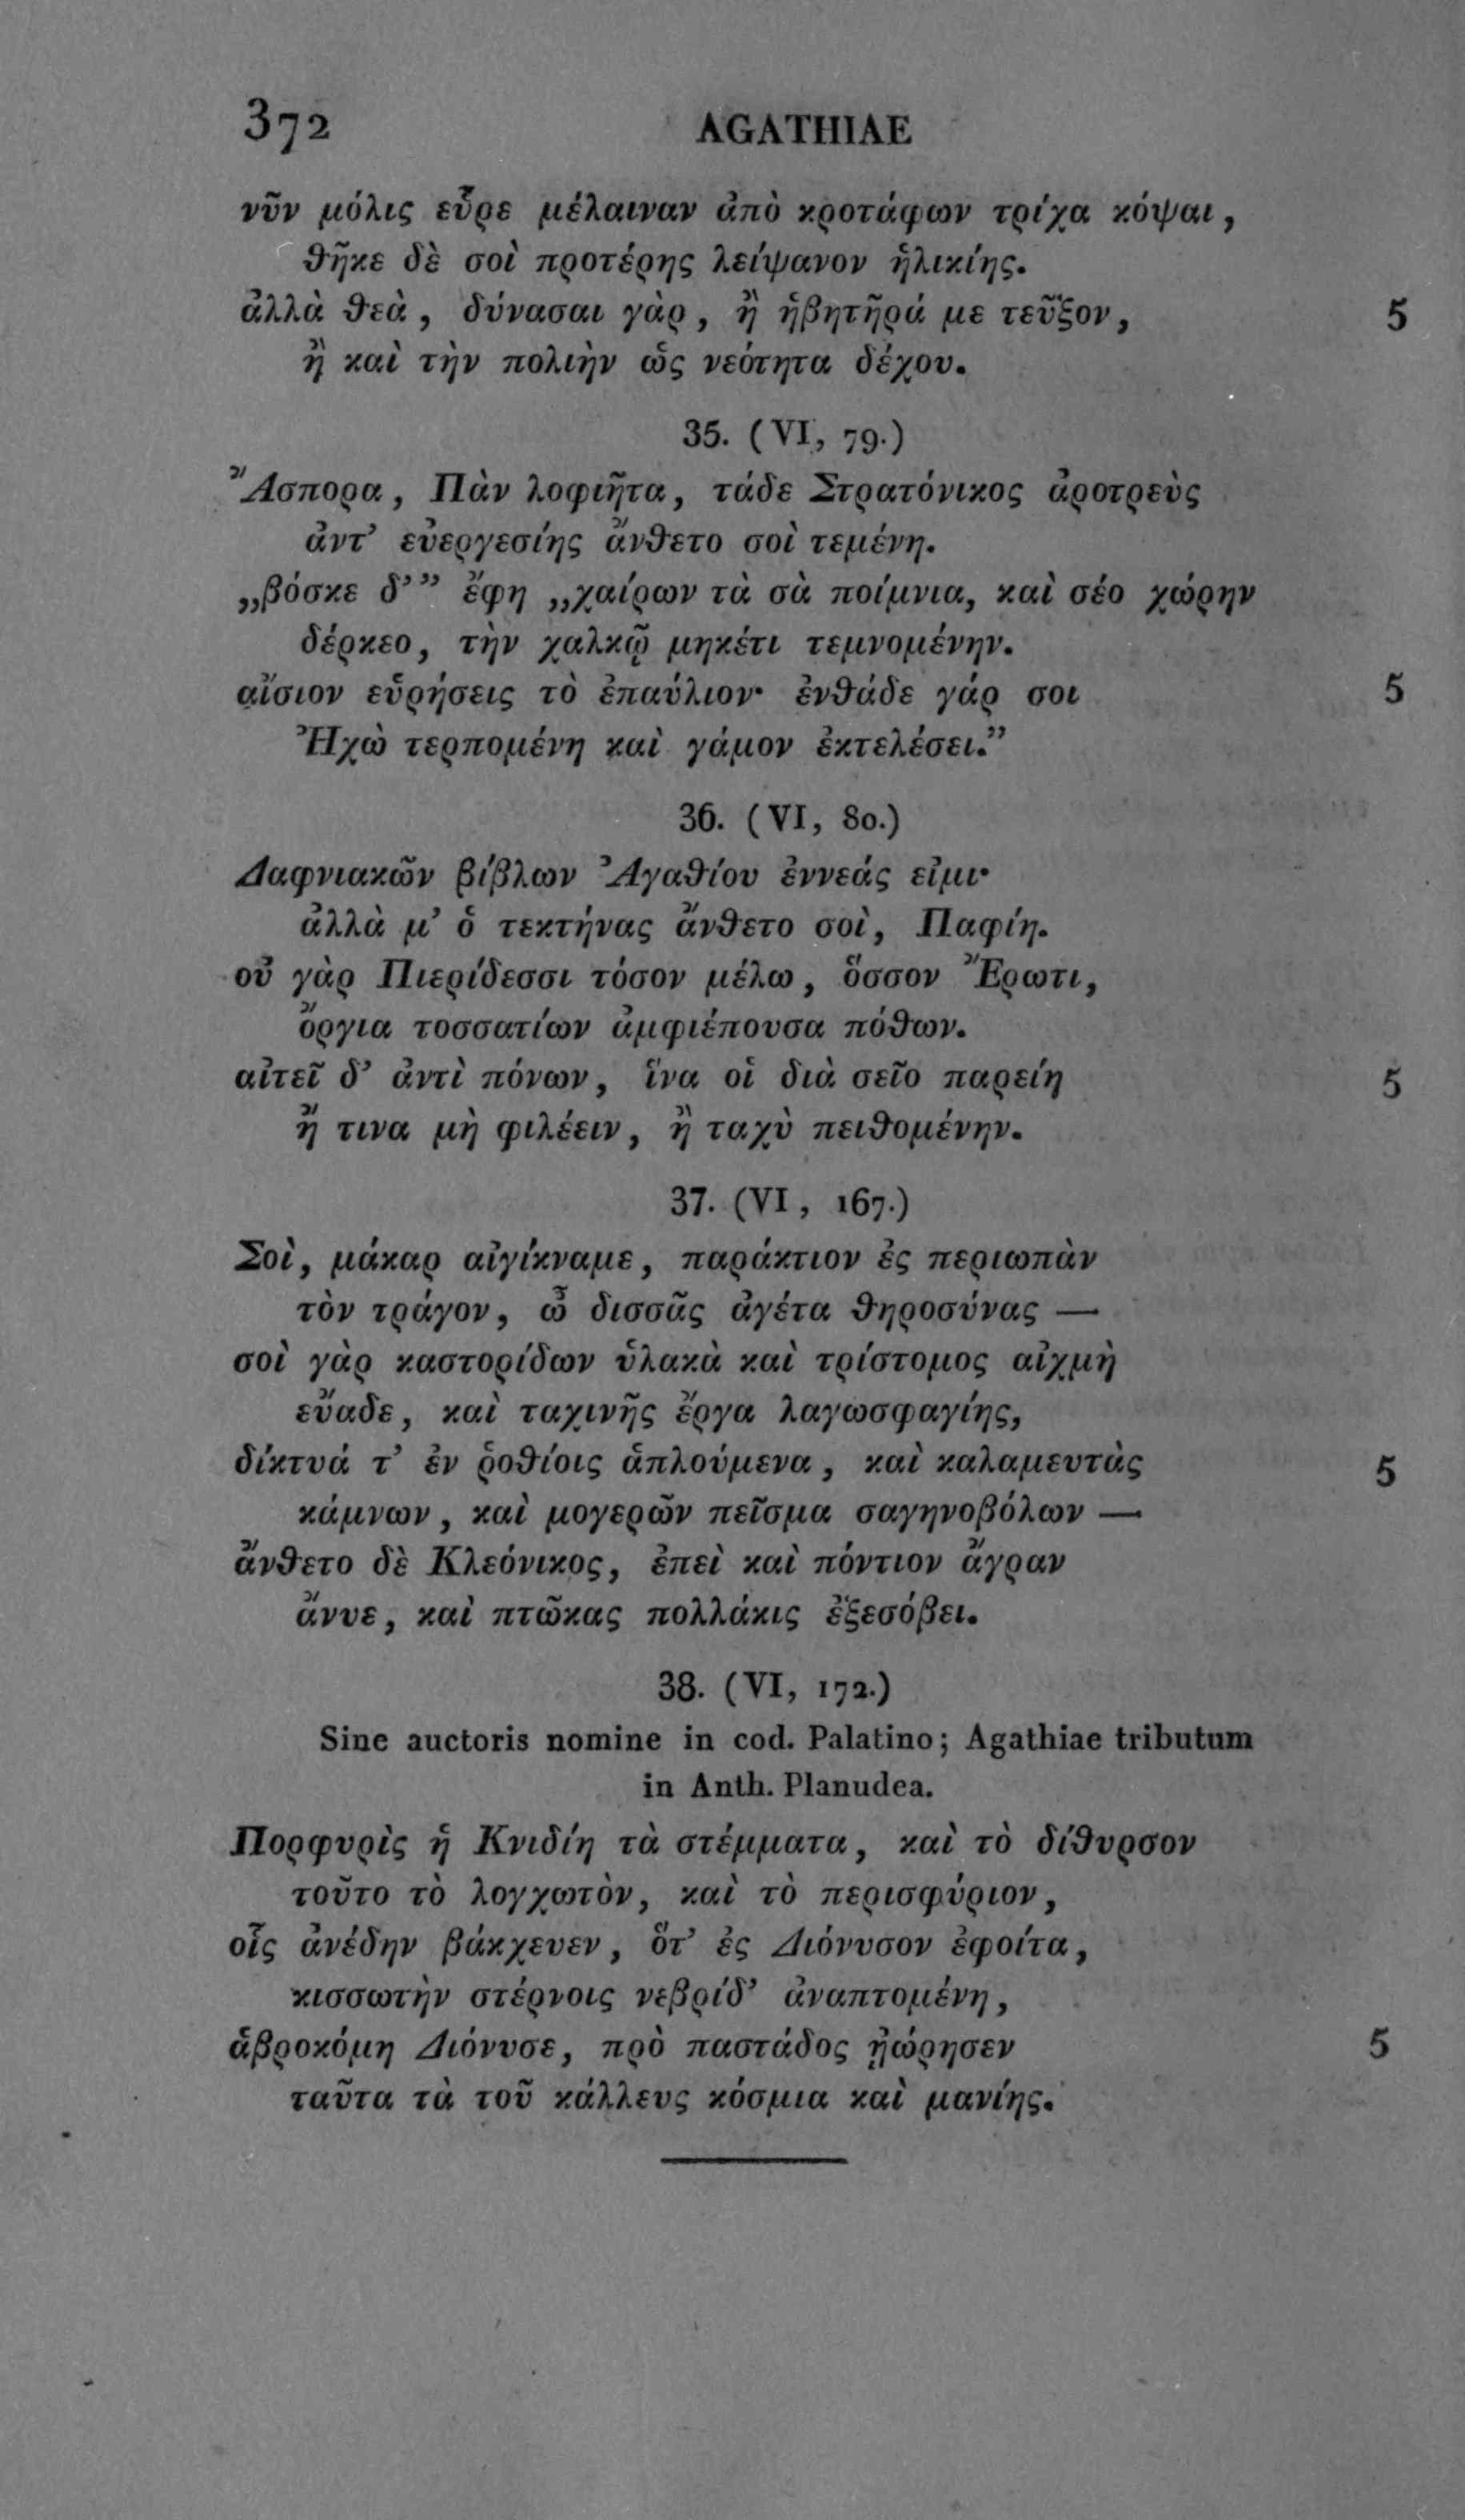 372 AGATHIAE
νῦν μόλις εὗρε μέλαιναν ἀπὸ κροτάφων τρίχα κόψαι,
θῆκε δὲ σοὶ προτέρης λείψανον ἡλικίης.
ἀλλὰ θεὰ, δύνασαι γὰρ, ἢ ἡβητῆρά με τεῦξον, 5
ἢ καὶ τὴν πολιὴν ὡς νεότητα δέχου.
35. (VI, 79.)
Ἄσπορα, Πὰν λοφιῆτα, τάδε Στρατόνικος ἀροτρεὺς
ἀντ' εὐεργεσίης ἄνθετο σοὶ τεμένη.
„βόσκε δ'” ἔφη „χαίρων τὰ σὰ ποίμνια, καὶ σέο χώρην
δέρκεο, τὴν χαλκῷ μηκέτι τεμνομένην.
αἴσιον εὑρήσεις τὸ ἐπαύλιον· ἐνθάδε γάρ σοι 5
Ἠχὼ τερπομένη καὶ γάμον ἐκτελέσει.”
36. (VI, 80.)
Δαφνιακῶν βίβλων Ἀγαθίου ἐννεάς εἰμι·
ἀλλὰ μ' ὁ τεκτήνας ἄνθετο σοὶ, Παφίη.
οὐ γὰρ Πιερίδεσσι τόσον μέλω, ὅσσον Ἔρωτι,
ὄργια τοσσατίων ἀμφιέπουσα πόθων.
αἰτεῖ δ' ἀντὶ πόνων, ἵνα οἱ διὰ σεῖο παρείη 5
ἤ τινα μὴ φιλέειν, ἢ ταχὺ πειθομένην.
37. (VI, 167.)
Σοὶ, μάκαρ αἰγίκναμε, παράκτιον ἐς περιωπὰν
τὸν τράγον, ὦ δισσᾶς ἀγέτα θηροσύνας —
σοὶ γὰρ καστορίδων ὑλακὰ καὶ τρίστομος αἰχμὴ
εὔαδε, καὶ ταχινῆς ἔργα λαγωσφαγίης,
δίκτυά τ' ἐν ῥοθίοις ἁπλούμενα, καὶ καλαμευτὰς 5
κάμνων, καὶ μογερῶν πεῖσμα σαγηνοβόλων —
ἄνθετο δὲ Κλεόνικος, ἐπεὶ καὶ πόντιον ἄγραν
ἄννε, καὶ πτῶκας πολλάκις ἐξεσόβει.
38. (VI, 172.)
Sine auctoris nomine in cod. Palatino; Agathiae tributum
in Anth. Planudea.
Πορφυρὶς ἡ Κνιδίη τὰ στέμματα, καὶ τὸ δίθυρσον
τοῦτο τὸ λογχωτὸν, καὶ τὸ περισφύριον,
οἷς ἀνέδην βάκχευεν, ὅτ' ἐς Διόνυσον ἐφοίτα,
κισσωτὴν στέρνοις νεβρίδ' ἀναπτομένη,
ἁβροκόμη Διόνυσε, πρὸ παστάδος ᾐώρησεν 5
ταῦτα τὰ τοῦ κάλλευς κόσμια καὶ μανίης.